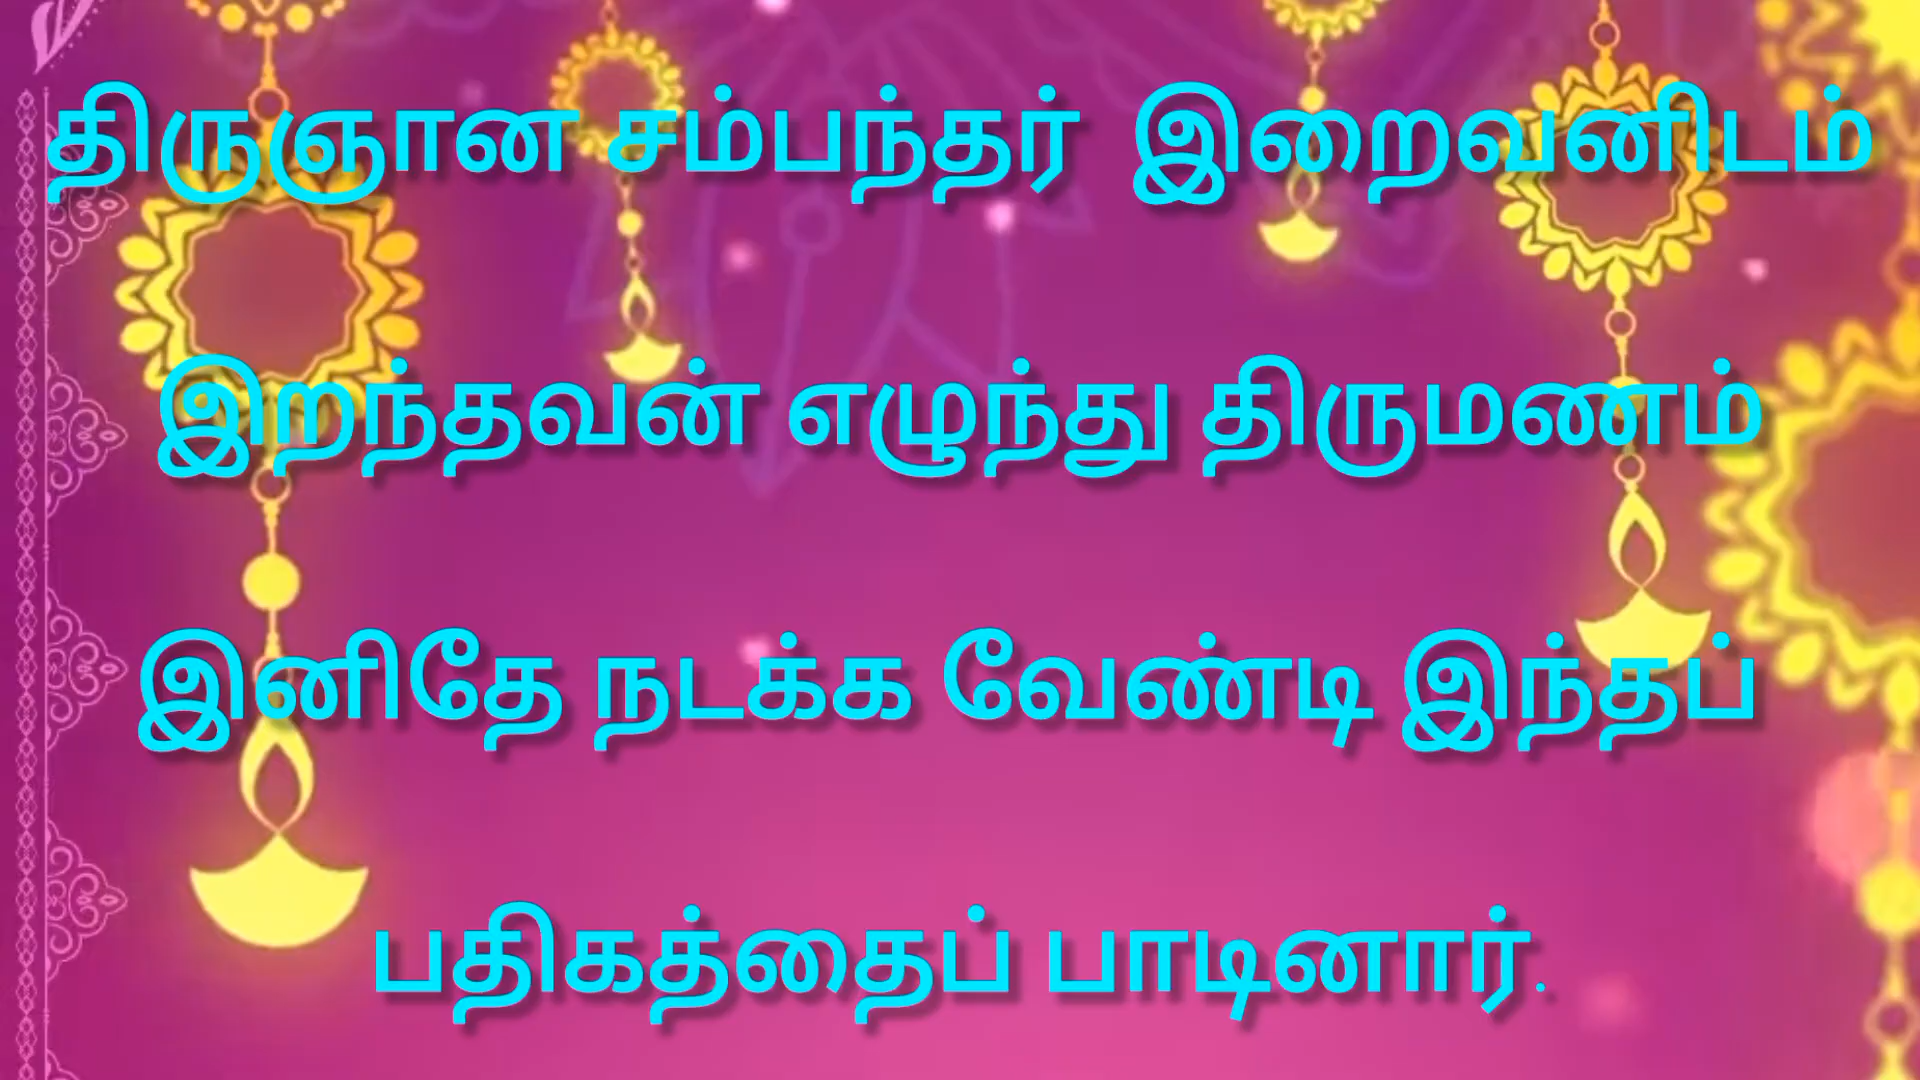 திருஞான சம்பந்தர் இறைவனிடம்
இறந்தவன் எழுந்து திருமணம்
இனிதே நடக்க வேண்டி இந்தப்
பதிகத்தைப் பாடினார்.